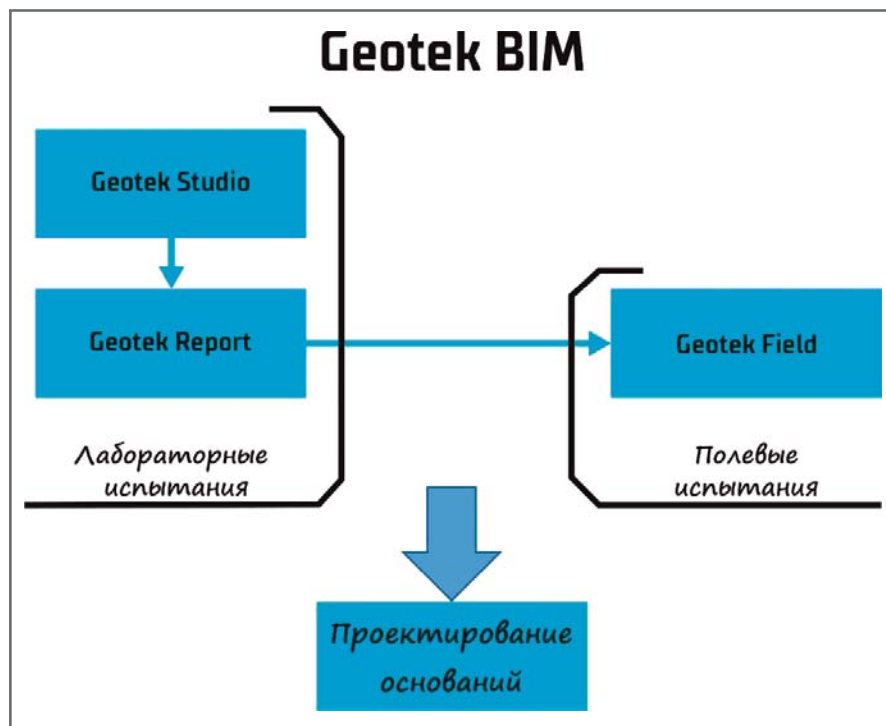 Geotek BIM
Geotek Studio
Geotek Report
Лабораторные
испытания
Geotek Field
Полевые
испытания
Проектирование
оснований